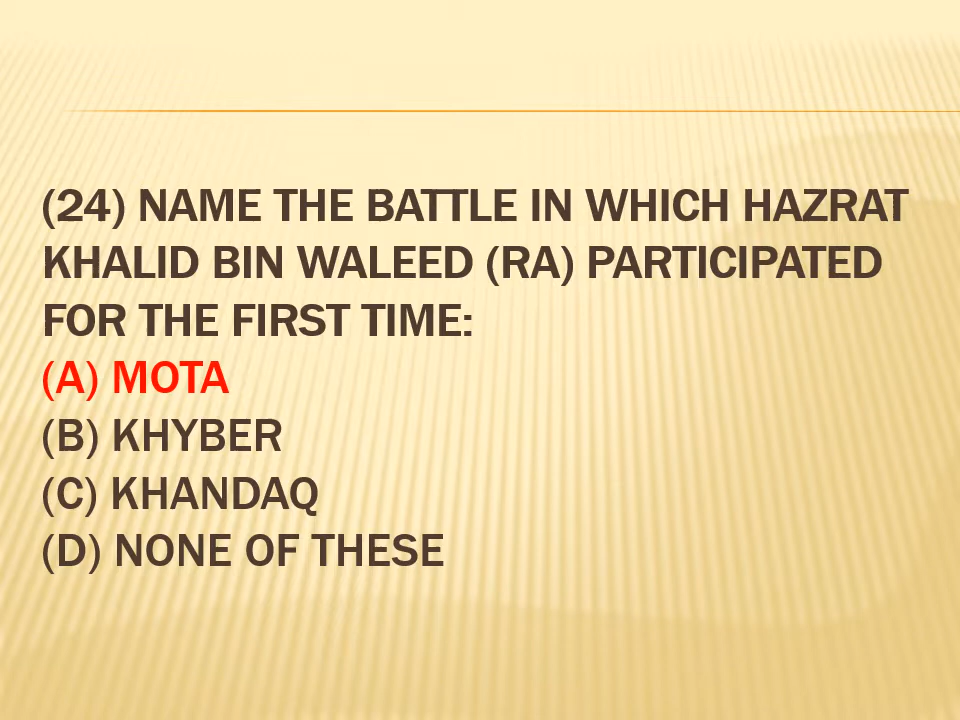 (24) NAME THE BATTLE IN WHICH HAZRAT
KHALID BIN WALEED (RA) PARTICIPATED
FOR THE FIRST TIME:
(A) MOTA
(B) KHYBER
(C) KHANDAQ
(D) NONE OF THESE